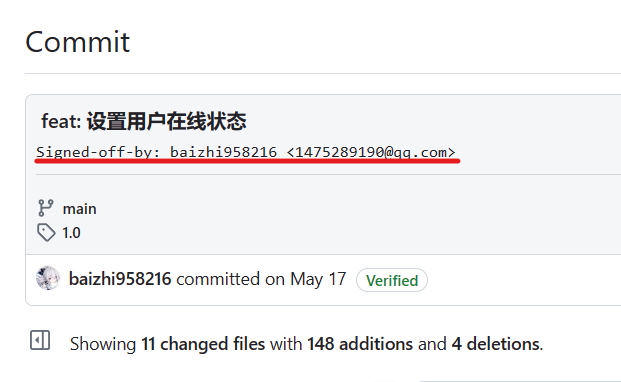 Commit
feat: 设置用户在线状态
Signed-off-by: baizhi958216 <1475289190@qq.com>
main
1.0
baizhi958216 committed on May 17 Verified
Showing 11 changed files with 148 additions and 4 deletions.